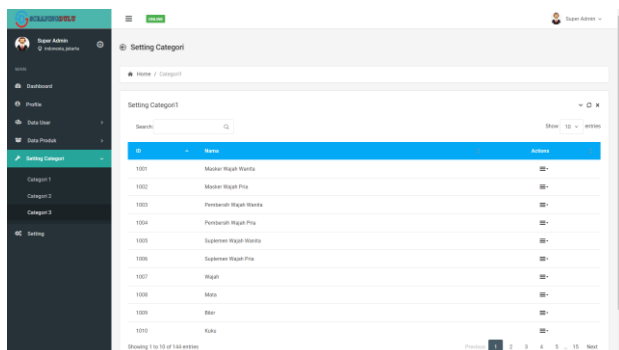 SCRAPINGDULU
ONLINE
Super Admin
Super Admin
Indonesia, jakarta
Setting Categori
MAIN
Home / Categori1
Dashboard
Profile
Setting Categori1
Data User
Search:
Show 10 entries
Data Produk
ID Nama Actions
Setting Categori
1001 Masker Wajah Wanita
Categori 1
1002 Masker Wajah Pria
Categori 2
1003 Pembersih Wajah Wanita
Categori 3
1004 Pembersih Wajah Pria
Setting
1005 Suplemen Wajah Wanita
1006 Suplemen Wajah Pria
1007 Wajah
1008 Mata
1009 Bibir
1010 Kuku
Showing 1 to 10 of 144 entries
Previous 1 2 3 4 5 … 15 Next